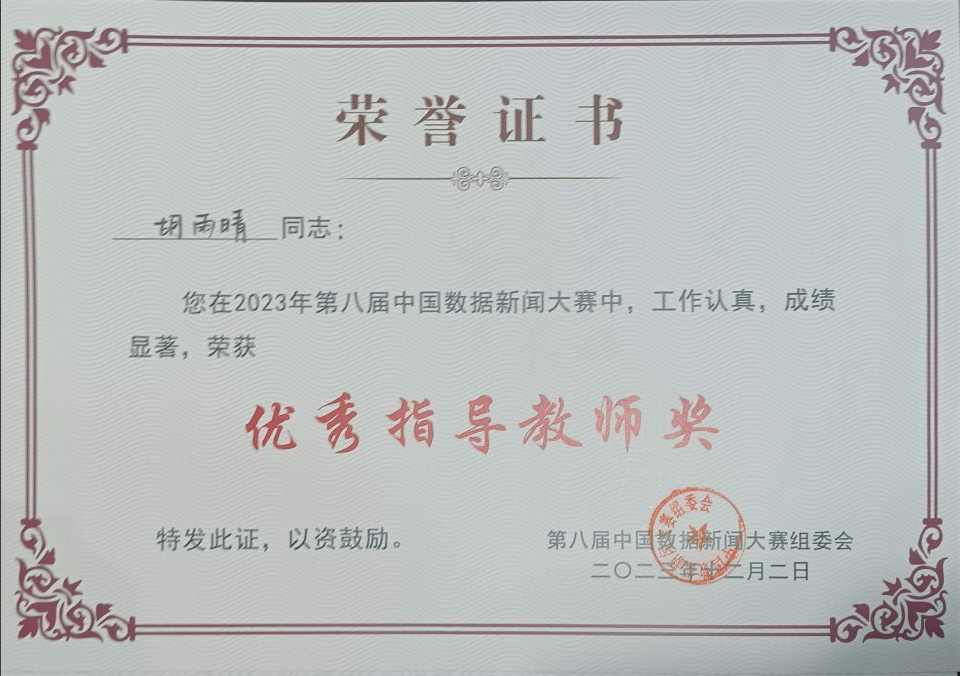 荣誉证书
胡雨晴 同志：
您在2023年第八届中国数据新闻大赛中，工作认真，成绩
显著，荣获
优秀指导教师奖
特发此证，以资鼓励。
第八届中国数据新闻大赛组委会
二〇二三年十二月二日